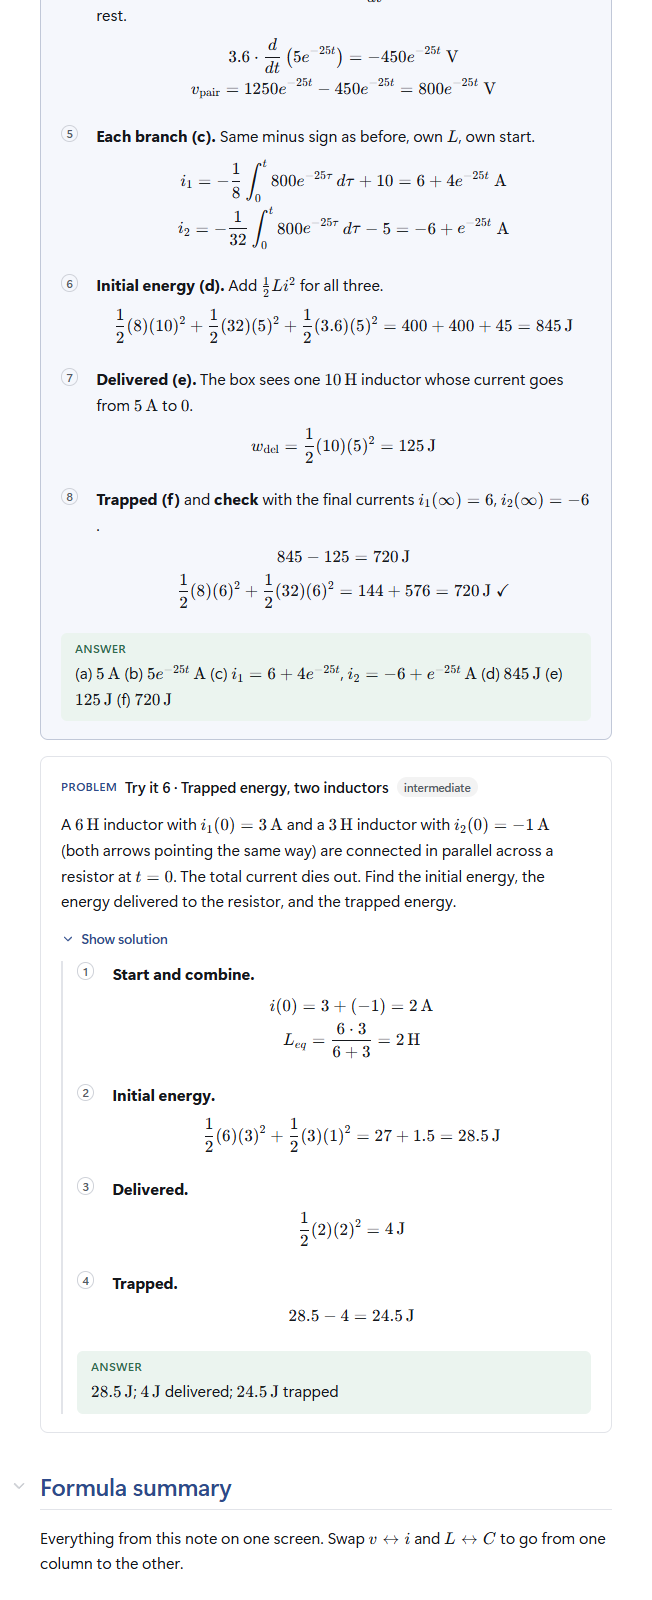 rest.
3.6 · d/dt (5e^{-25t}) = −450e^{-25t} V
v_pair = 1250e^{-25t} − 450e^{-25t} = 800e^{-25t} V
5 Each branch (c). Same minus sign as before, own L, own start.
i₁ = −1/8 ∫₀ᵗ 800e^{-25τ} dτ + 10 = 6 + 4e^{-25t} A
i₂ = −1/32 ∫₀ᵗ 800e^{-25τ} dτ − 5 = −6 + e^{-25t} A
6 Initial energy (d). Add ½Li² for all three.
1/2(8)(10)² + 1/2(32)(5)² + 1/2(3.6)(5)² = 400 + 400 + 45 = 845 J
7 Delivered (e). The box sees one 10 H inductor whose current goes
from 5 A to 0.
w_del = 1/2(10)(5)² = 125 J
8 Trapped (f) and check with the final currents i₁(∞) = 6, i₂(∞) = −6
.
845 − 125 = 720 J
1/2(8)(6)² + 1/2(32)(6)² = 144 + 576 = 720 J ✓
ANSWER
(a) 5 A (b) 5e^{-25t} A (c) i₁ = 6 + 4e^{-25t}, i₂ = −6 + e^{-25t} A (d) 845 J (e)
125 J (f) 720 J
PROBLEM Try it 6 · Trapped energy, two inductors intermediate
A 6 H inductor with i₁(0) = 3 A and a 3 H inductor with i₂(0) = −1 A
(both arrows pointing the same way) are connected in parallel across a
resistor at t = 0. The total current dies out. Find the initial energy, the
energy delivered to the resistor, and the trapped energy.
Show solution
1 Start and combine.
i(0) = 3 + (−1) = 2 A
L_eq = 6 · 3 / 6 + 3 = 2 H
2 Initial energy.
1/2(6)(3)² + 1/2(3)(1)² = 27 + 1.5 = 28.5 J
3 Delivered.
1/2(2)(2)² = 4 J
4 Trapped.
28.5 − 4 = 24.5 J
ANSWER
28.5 J; 4 J delivered; 24.5 J trapped
Formula summary
Everything from this note on one screen. Swap v ↔ i and L ↔ C to go from one
column to the other.